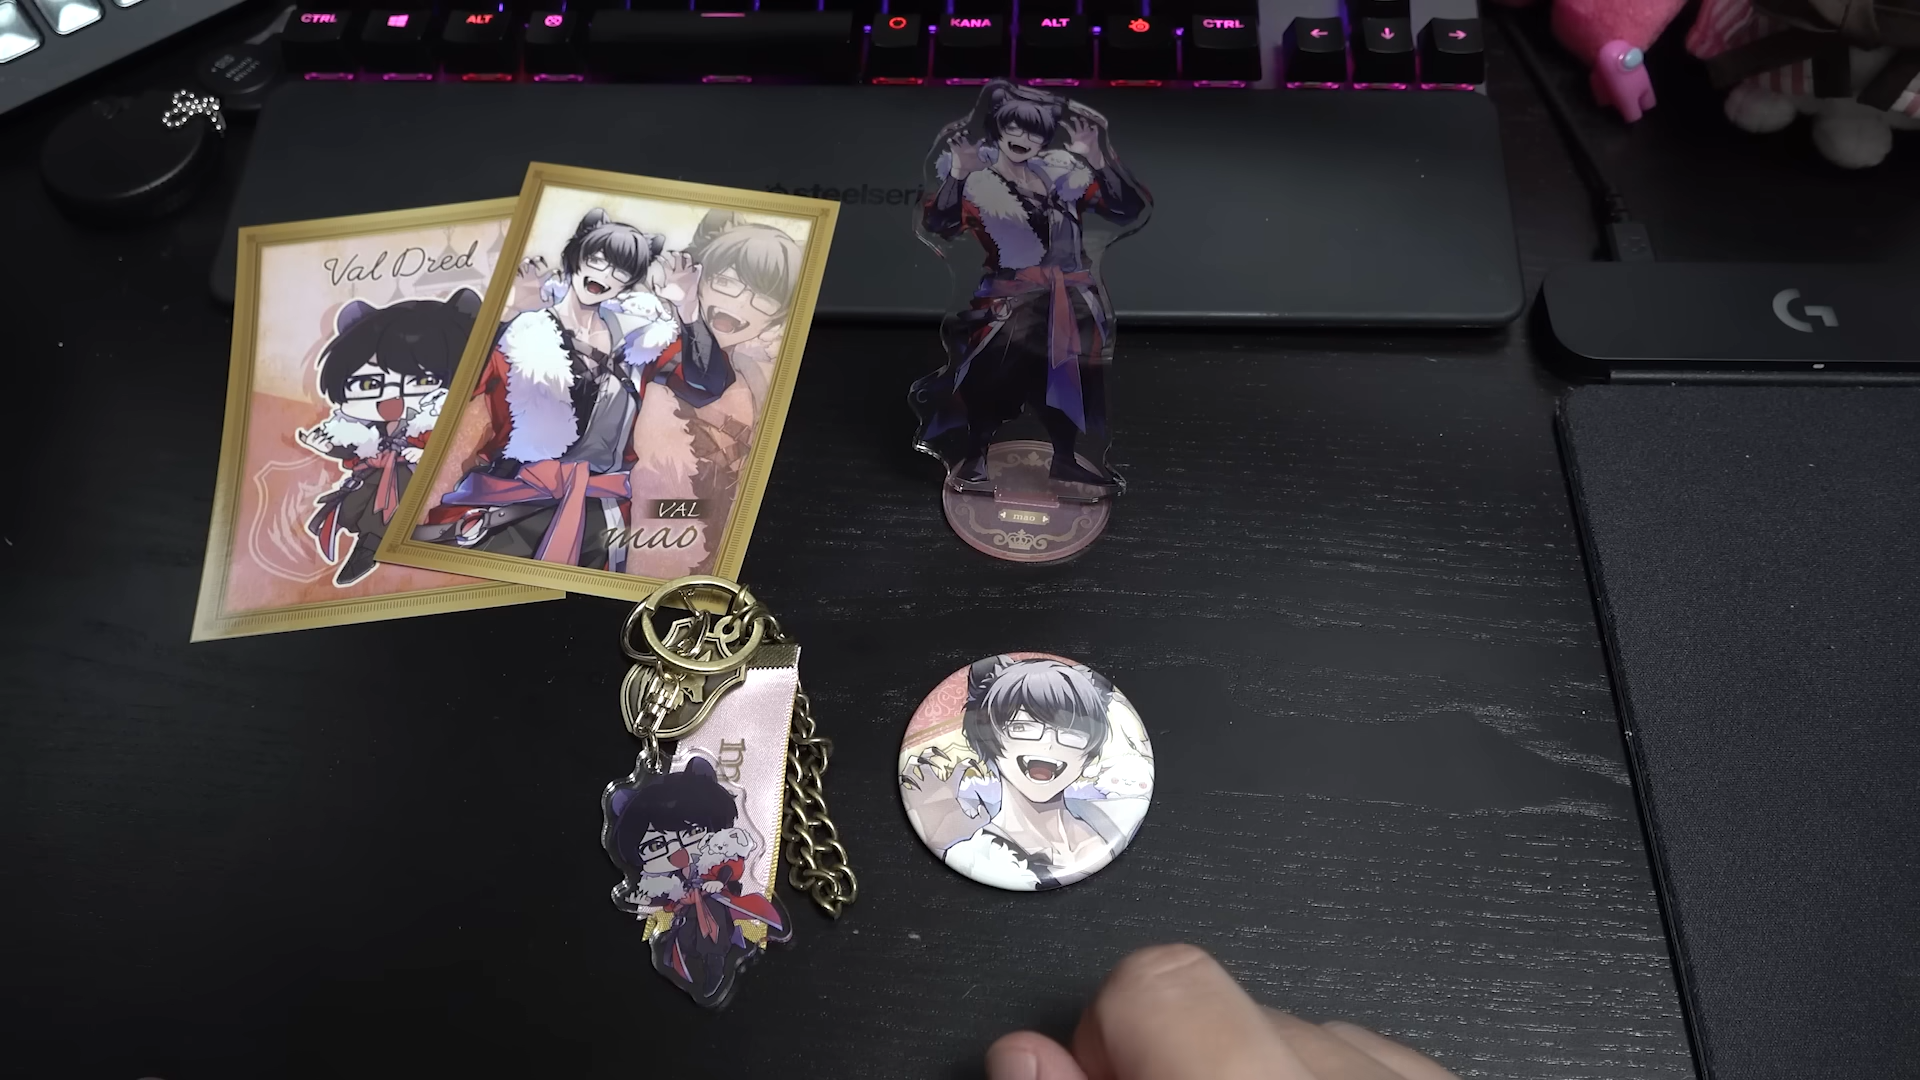 CTRL
ALT
KANA
ALT
CTRL
steelseri
Val Dred
VAL
mao
mao